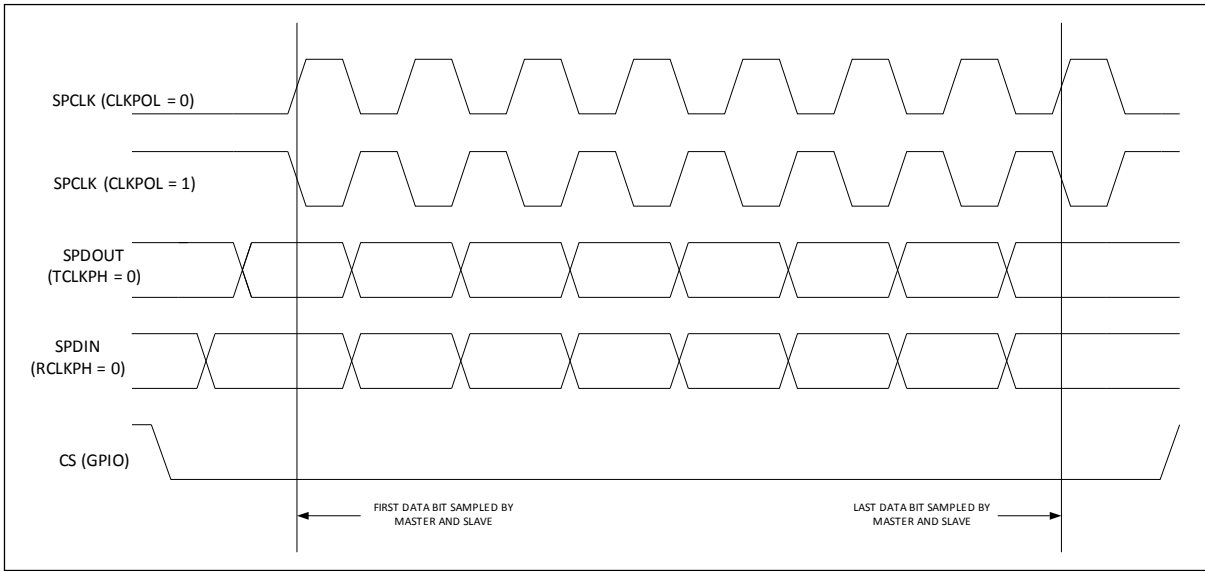 SPCLK (CLKPOL = 0)
SPCLK (CLKPOL = 1)
SPDOUT
(TCLKPH = 0)
SPDIN
(RCLKPH = 0)
CS (GPIO)
FIRST DATA BIT SAMPLED BY
MASTER AND SLAVE
LAST DATA BIT SAMPLED BY
MASTER AND SLAVE